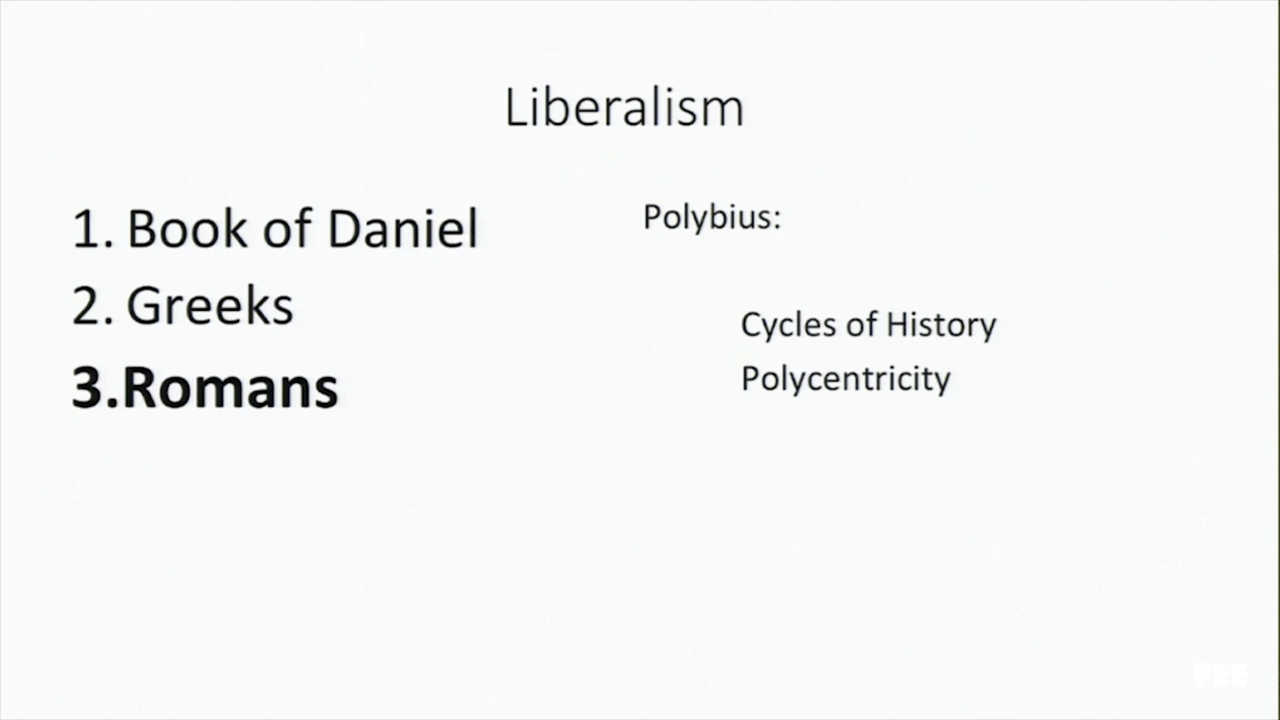 Liberalism
1. Book of Daniel
2. Greeks
3.Romans
Polybius:
Cycles of History
Polycentricity
FEE